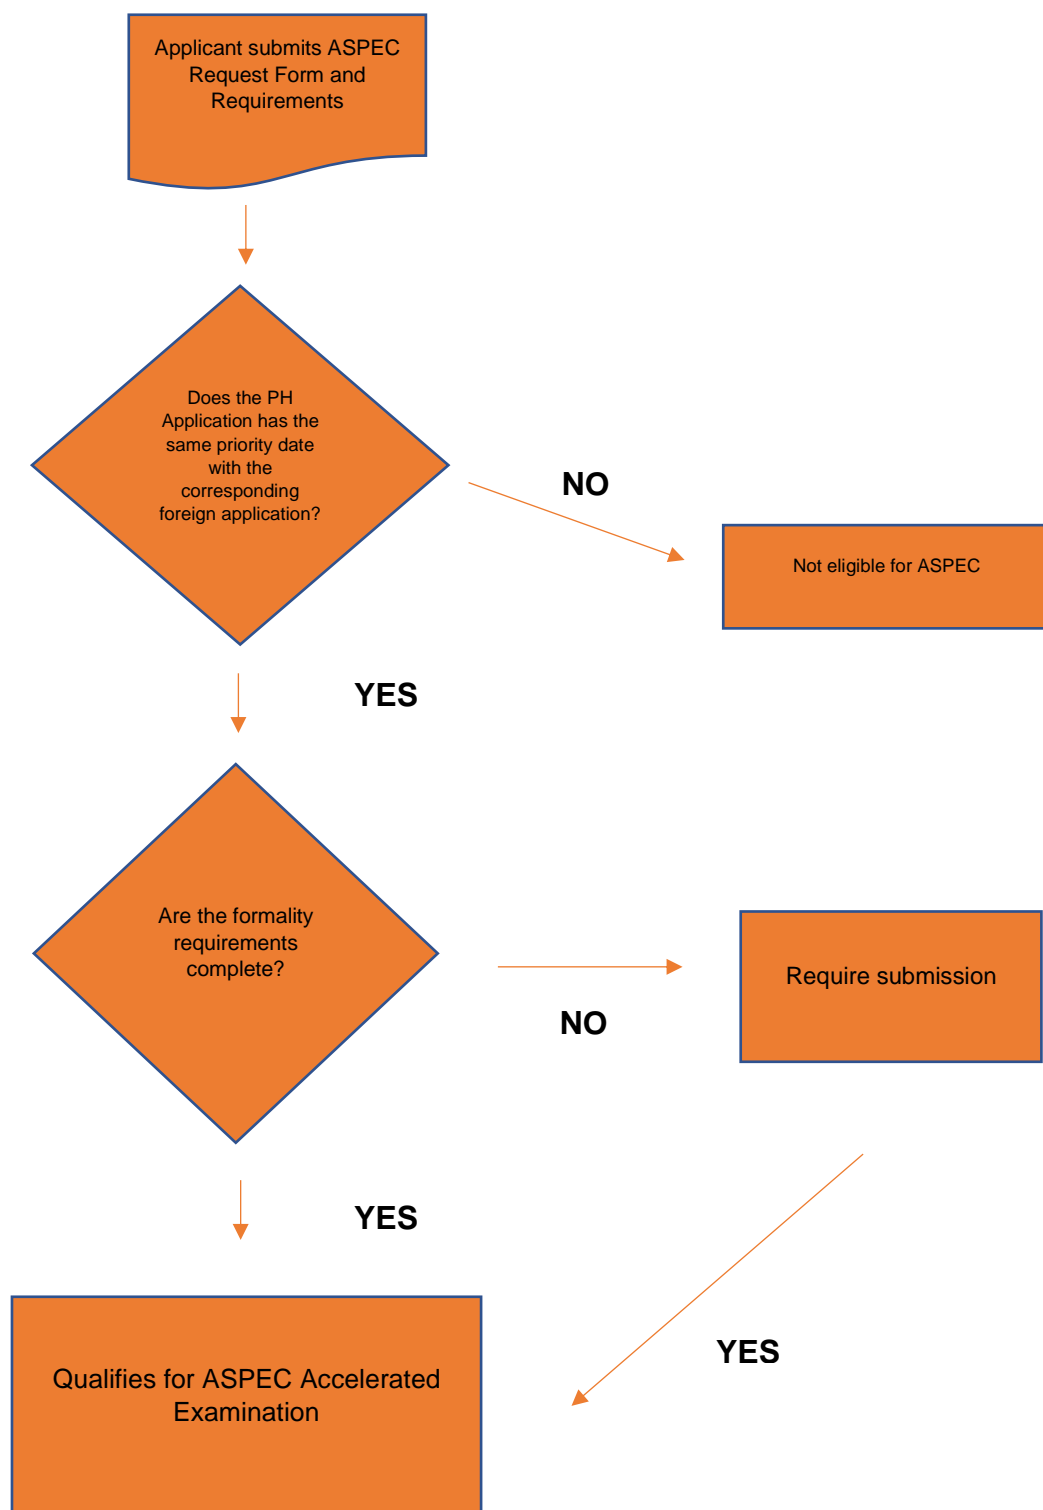 Applicant submits ASPEC
Request Form and
Requirements
Does the PH
Application has the
same priority date
with the
corresponding
foreign application?
NO
Not eligible for ASPEC
YES
Are the formality
requirements
complete?
Require submission
NO
YES
YES
Qualifies for ASPEC Accelerated
Examination